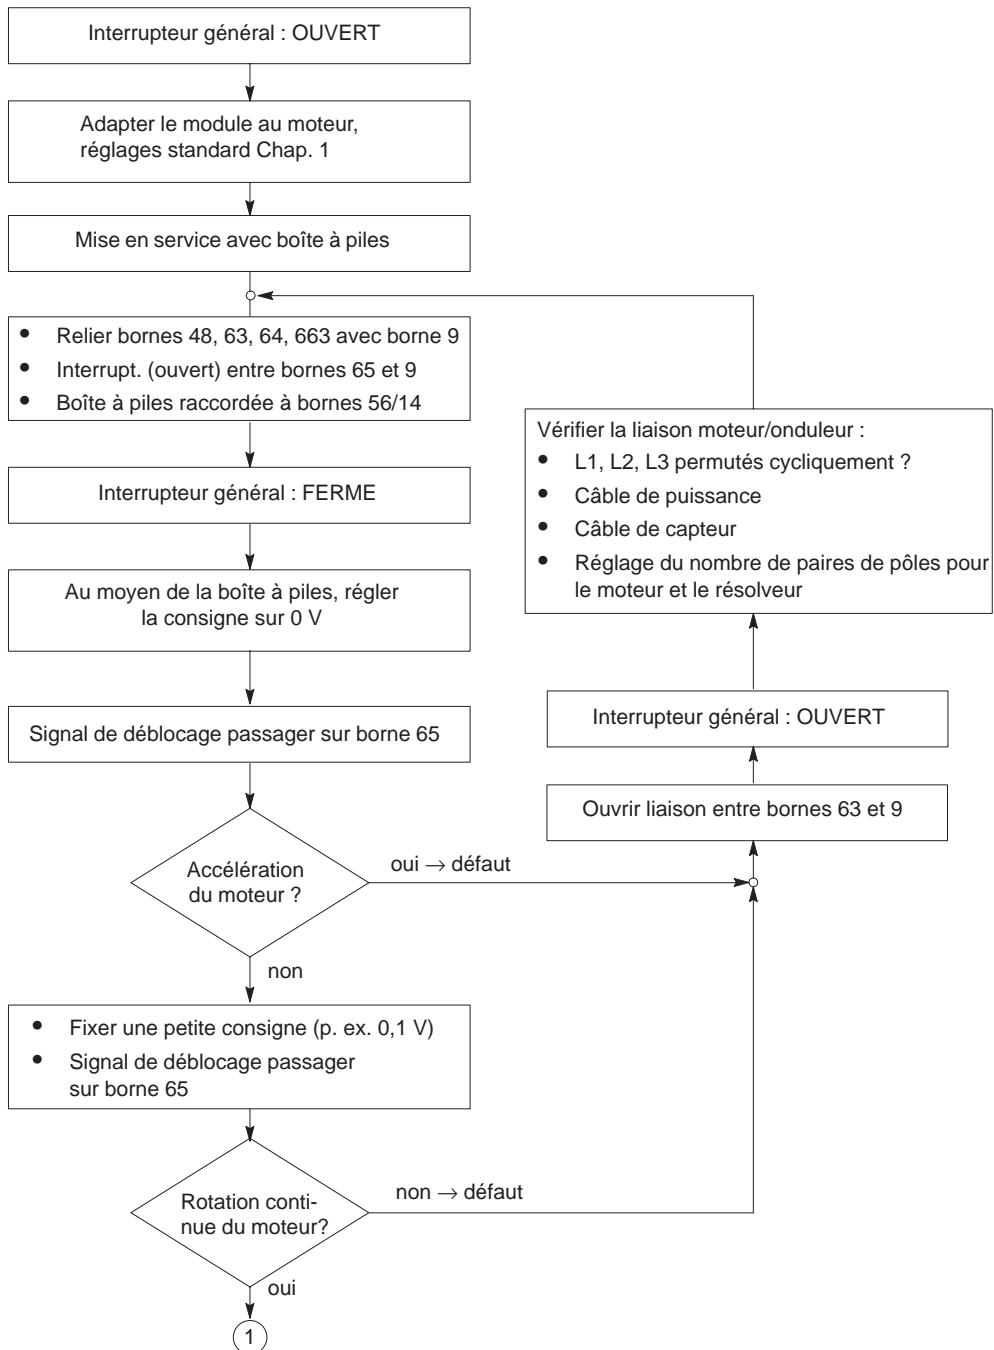 Interrupteur général : OUVERT
Adapter le module au moteur,
réglages standard Chap. 1
Mise en service avec boîte à piles
• Relier bornes 48, 63, 64, 663 avec borne 9
• Interrupt. (ouvert) entre bornes 65 et 9
• Boîte à piles raccordée à bornes 56/14
Interrupteur général : FERME
Au moyen de la boîte à piles, régler
la consigne sur 0 V
Signal de déblocage passager sur borne 65
Accélération
du moteur ?
oui → défaut
non
• Fixer une petite consigne (p. ex. 0,1 V)
• Signal de déblocage passager
sur borne 65
Rotation conti-
nue du moteur?
non → défaut
oui
1
Vérifier la liaison moteur/onduleur :
• L1, L2, L3 permutés cycliquement ?
• Câble de puissance
• Câble de capteur
• Réglage du nombre de paires de pôles pour
le moteur et le résolveur
Interrupteur général : OUVERT
Ouvrir liaison entre bornes 63 et 9